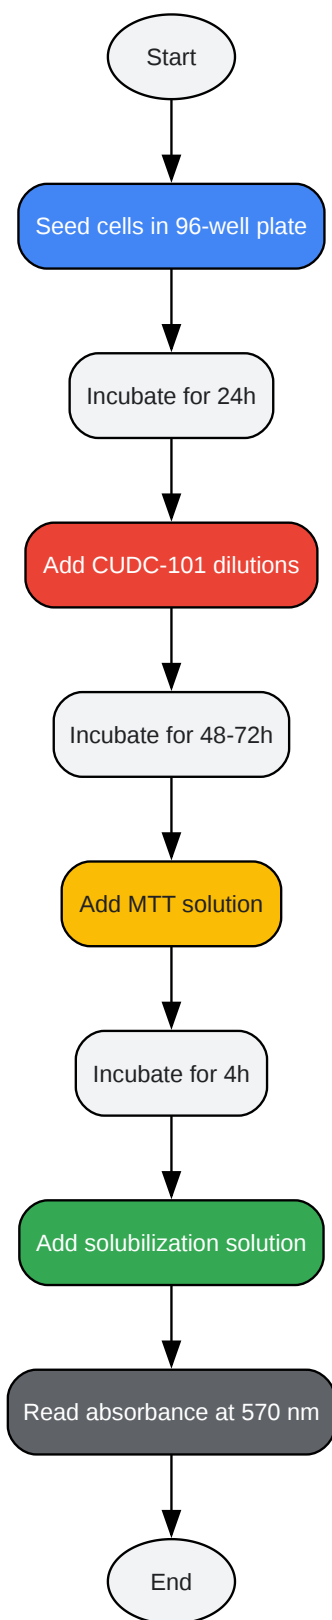 Start
Seed cells in 96-well plate
Incubate for 24h
Add CUDC-101 dilutions
Incubate for 48-72h
Add MTT solution
Incubate for 4h
Add solubilization solution
Read absorbance at 570 nm
End